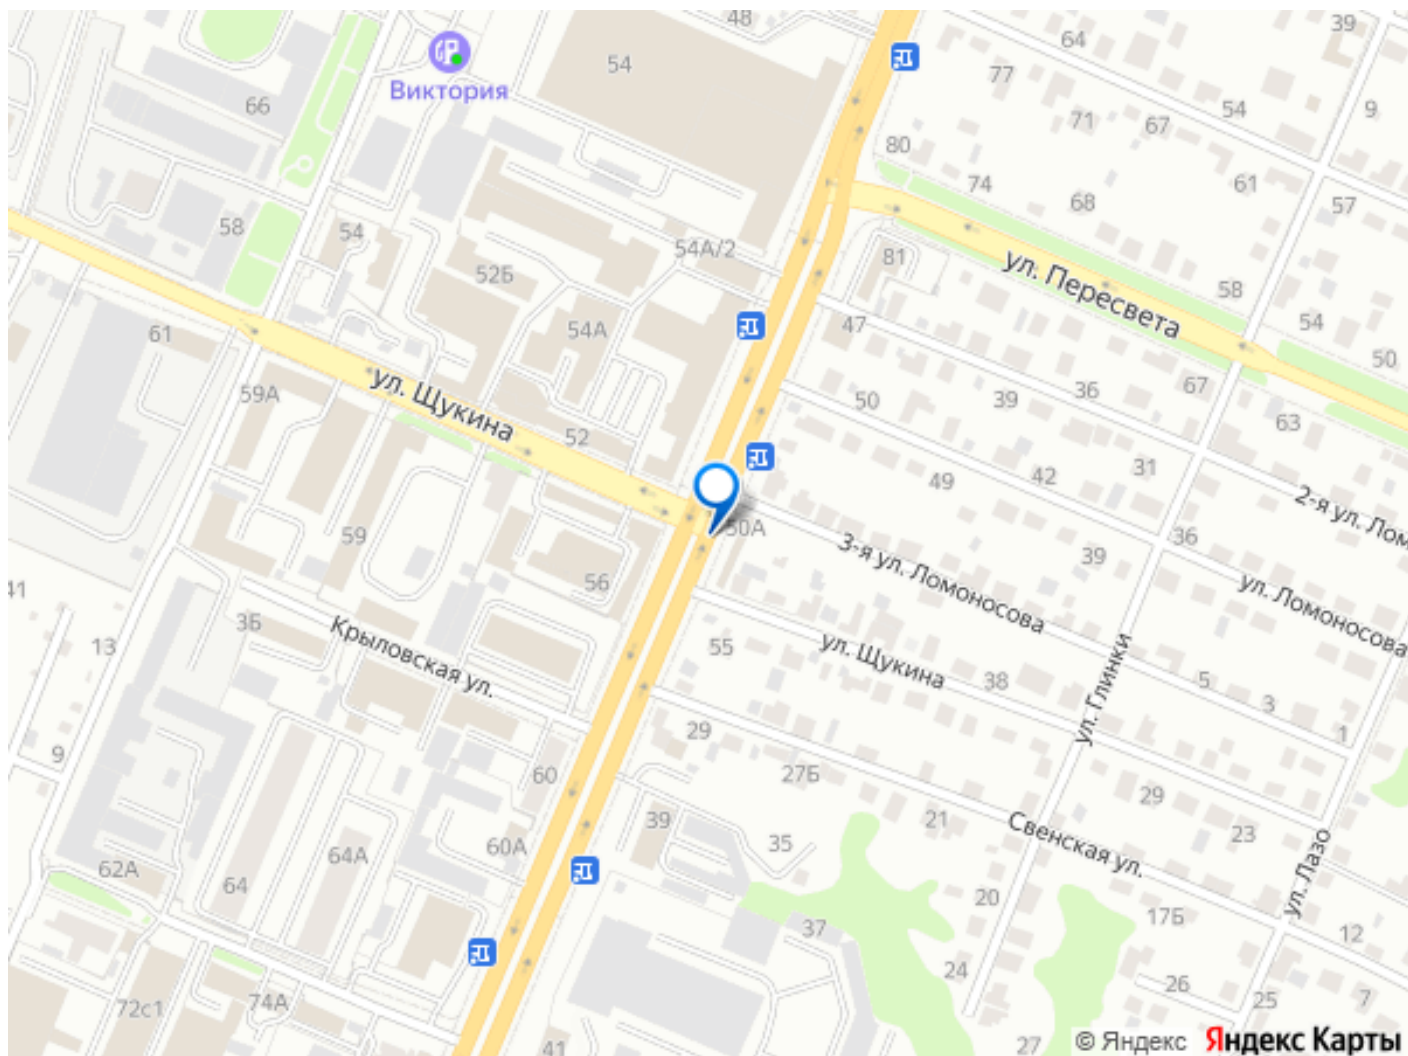 48
64
39
54
77
Виктория
66
54
71
67
9
80
74
61
68
57
58
54
54А/2
81
52Б
ул. Пересвета
58
54
61
54А
47
50
59А
ул. Щукина
50
39
36
67
63
52
49
42
31
2-я ул. Лом
50А
59
3-я ул. Ломоносова
39
36
ул. Ломоносова
56
41
3Б
13
Крыловская ул.
55
ул. Щукина
38
ул. Глинки
5
3
1
29
9
60
27Б
29
39
21
23
Свенская ул.
35
60А
62А
64
64А
ул. Лазо
20
17Б
37
12
24
26
72с1
74А
25
7
41
27
© Яндекс Яндекс Карты